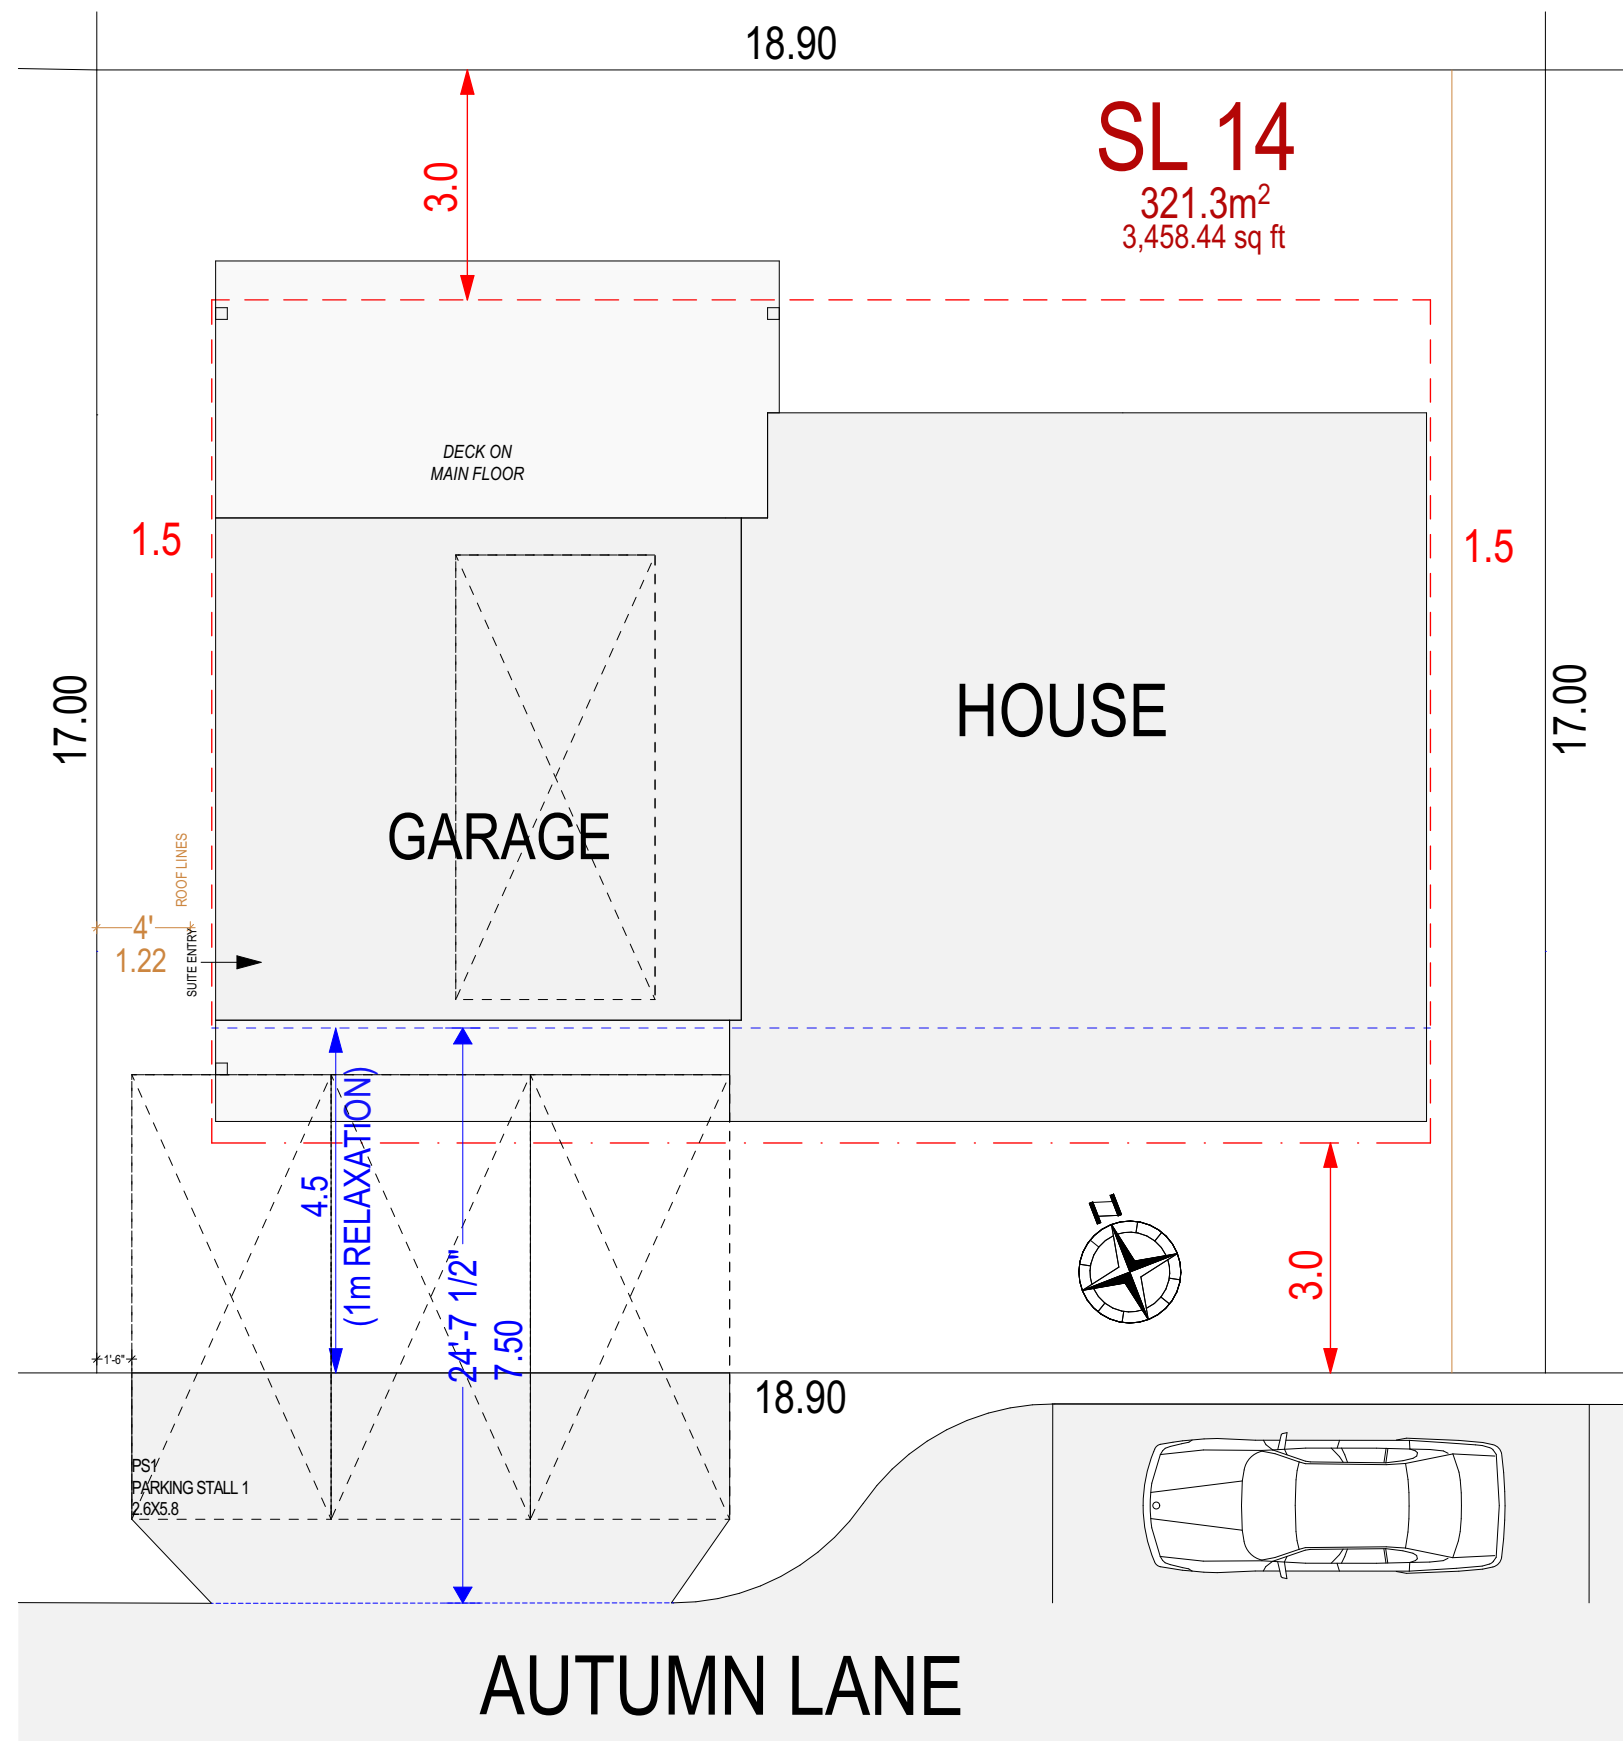 18.90
SL 14
321.3m²
3,458.44 sq ft
3.0
DECK ON
MAIN FLOOR
1.5
1.5
17.00
17.00
HOUSE
GARAGE
ROOF LINES
4'
1.22
SUITE ENTRY
4.5
(1m RELAXATION)
24'-7 1/2"
7.50
3.0
1'-6"
18.90
PS1
PARKING STALL 1
2.6X5.8
AUTUMN LANE